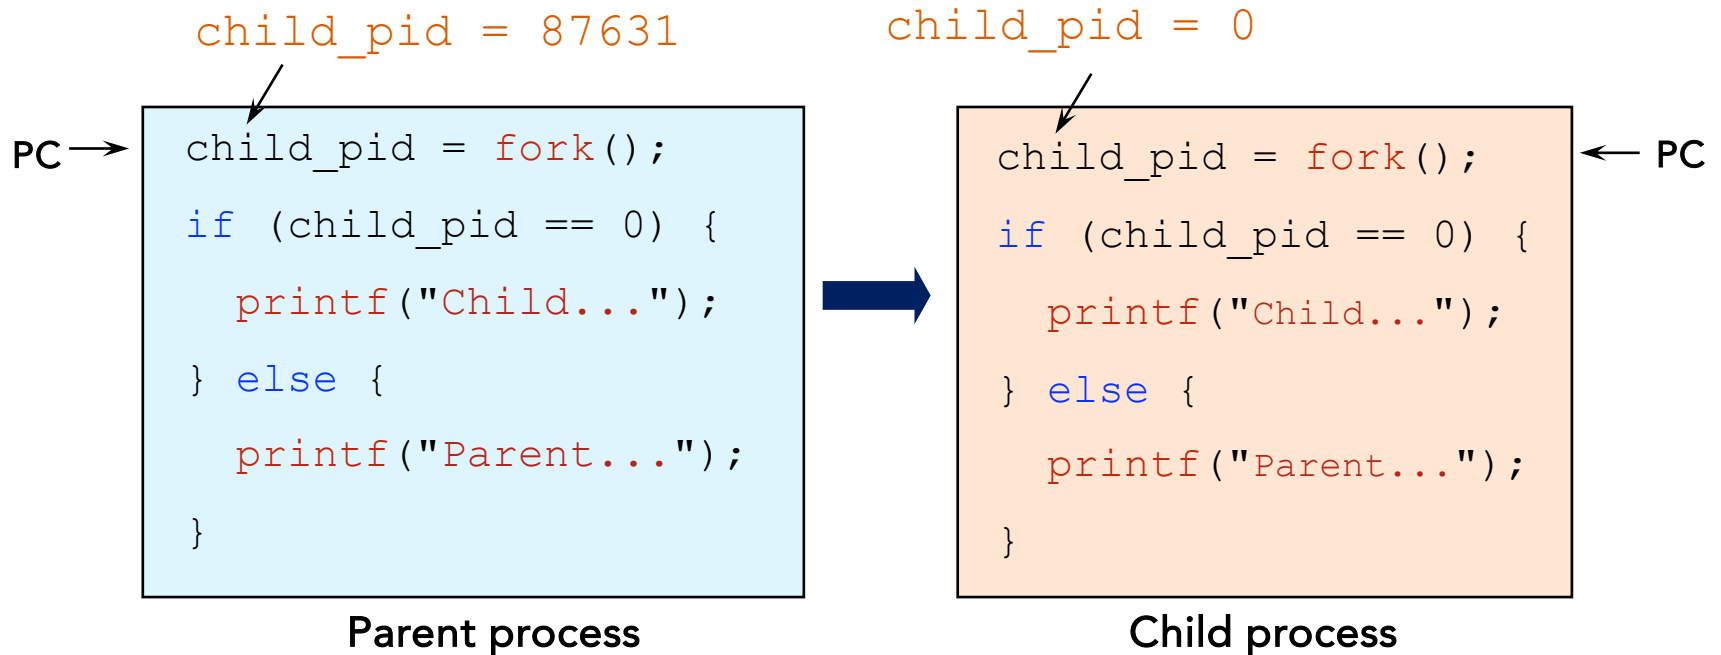 child_pid = 87631
child_pid = 0
PC
child_pid = fork();
if (child_pid == 0) {
printf("Child...");
} else {
printf("Parent...");
}
Parent process
child_pid = fork();
if (child_pid == 0) {
printf("Child...");
} else {
printf("Parent...");
}
PC
Child process